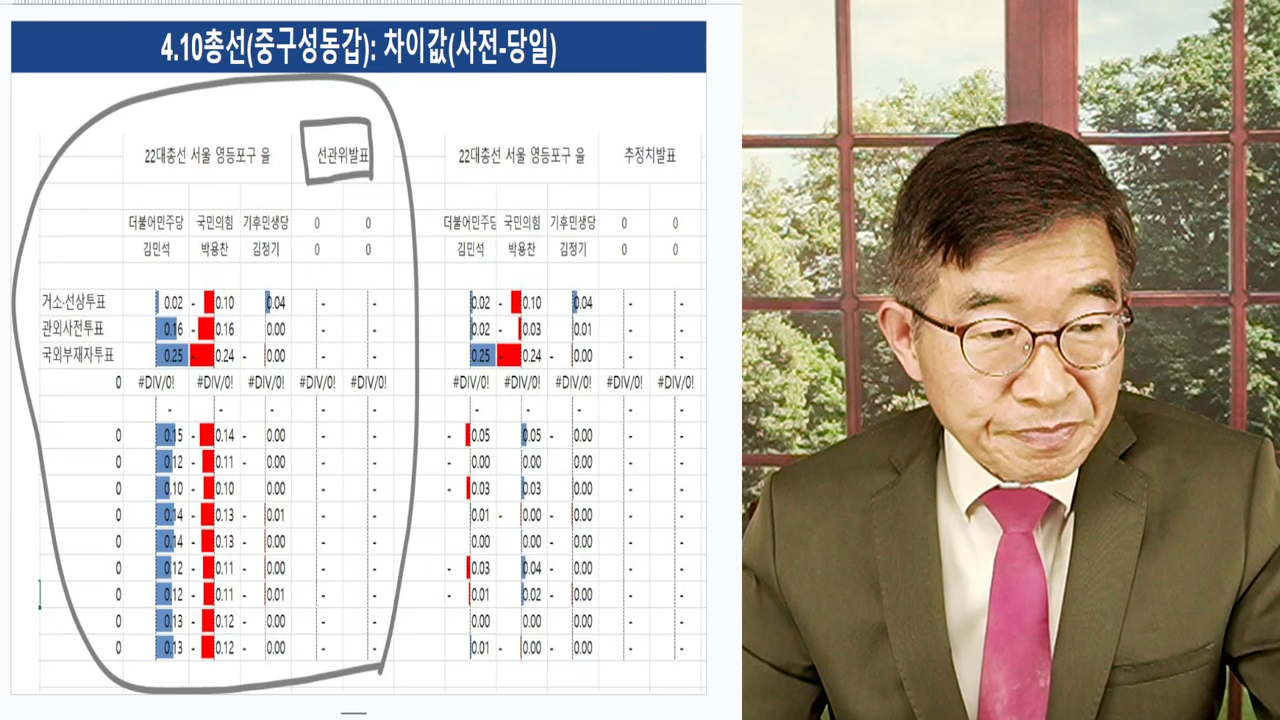 4.10총선(중구성동갑): 차이값(사전-당일)
22대총선 서울 영등포구 을 선관위발표 22대총선 서울 영등포구 을 추정치발표
더불어민주당 국민의힘 기후민생당 0 0 더불어민주당 국민의힘 기후민생당 0 0
김민석 박용찬 김정기 0 0 김민석 박용찬 김정기 0 0
거소·선상투표 0.02 - 0.10 0.04 - - 0.02 - 0.10 0.04 - -
관외사전투표 0.16 - 0.16 0.00 - - 0.02 - 0.03 0.01 - -
국외부재자투표 0.25 - 0.24 - 0.00 - - 0.25 - 0.24 - 0.00 - -
0 #DIV/0! #DIV/0! #DIV/0! #DIV/0! #DIV/0! #DIV/0! #DIV/0! #DIV/0! #DIV/0! #DIV/0!
- - - - - - - - - -
0 0.15 - 0.14 - 0.00 - - - 0.05 0.05 - 0.00 - -
0 0.12 - 0.11 - 0.00 - - - 0.00 0.00 - 0.00 - -
0 0.10 - 0.10 - 0.00 - - - 0.03 0.03 - 0.00 - -
0 0.14 - 0.13 - 0.01 - - 0.01 - 0.00 - 0.00 - -
0 0.14 - 0.13 - 0.00 - - 0.00 0.00 - 0.00 - -
0 0.12 - 0.11 - 0.00 - - - 0.03 0.04 - 0.00 - -
0 0.12 - 0.11 - 0.01 - - - 0.01 0.02 - 0.00 - -
0 0.13 - 0.12 - 0.00 - - 0.00 0.00 - 0.00 - -
0 0.13 - 0.12 - 0.00 - - 0.01 - 0.00 - 0.00 - -